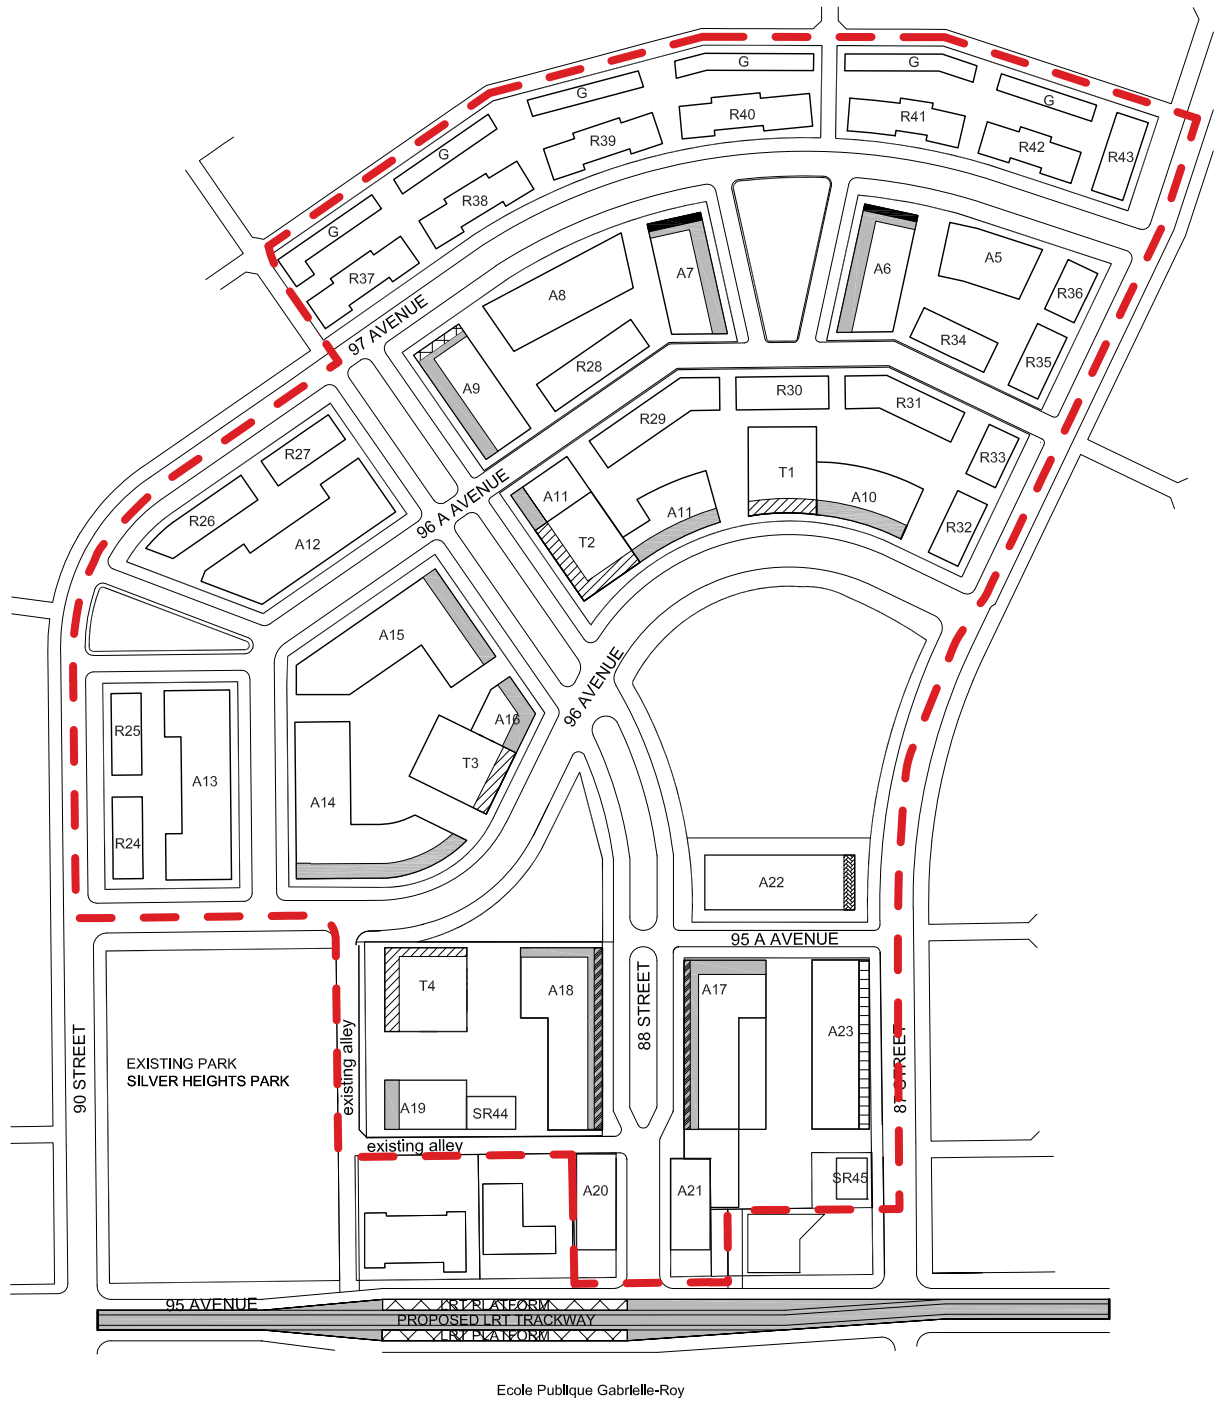 G
G
G
G
G
G
R40
R41
R39
R42
R43
R38
R37
A7
A6
A5
A8
R36
97 AVENUE
R34
R35
A9
R28
R29
R30
R31
R27
R33
T1
A11
A10
96 A AVENUE
A11
R26
R32
T2
A12
A15
96 AVENUE
A16
R25
T3
A13
A14
R24
A22
95 A AVENUE
T4
A18
A17
88 STREET
A23
90 STREET
existing alley
EXISTING PARK
SILVER HEIGHTS PARK
87 STREET
A19
SR44
existing alley
A20
A21
SR45
95 AVENUE
LRT PLATFORM
PROPOSED LRT TRACKWAY
LRT PLATFORM
Ecole Publique Gabrielle-Roy